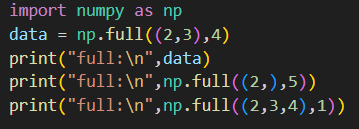 import numpy as np
data = np.full((2,3),4)
print("full:\n",data)
print("full:\n",np.full((2,),5))
print("full:\n",np.full((2,3,4),1))